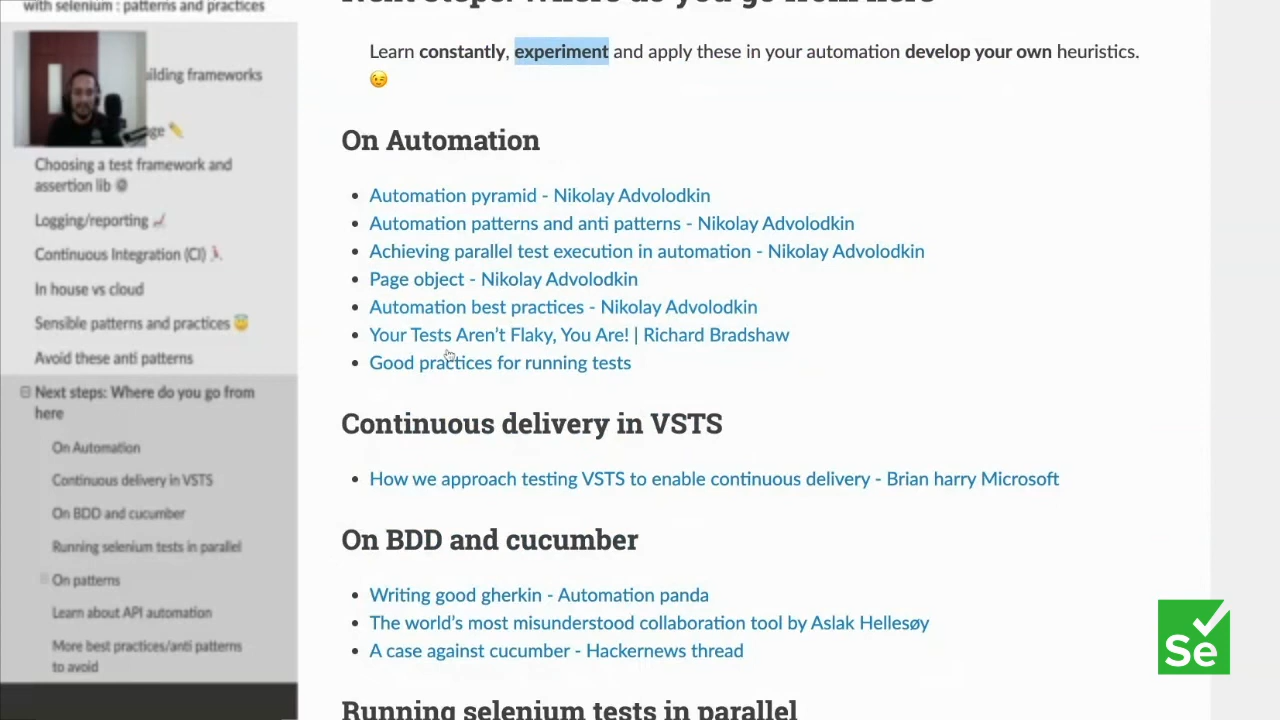 with selenium : patterns and practices
ilding frameworks
ge ✏️
Choosing a test framework and
assertion lib
Logging/reporting 📈
Continuous Integration (CI)
In house vs cloud
Sensible patterns and practices 😇
Avoid these anti patterns
Next steps: Where do you go from
here
On Automation
Continuous delivery in VSTS
On BDD and cucumber
Running selenium tests in parallel
On patterns
Learn about API automation
More best practices/anti patterns
to avoid
Next steps: Where do you go from here
Learn constantly, experiment and apply these in your automation develop your own heuristics.
😉
On Automation
• Automation pyramid - Nikolay Advolodkin
• Automation patterns and anti patterns - Nikolay Advolodkin
• Achieving parallel test execution in automation - Nikolay Advolodkin
• Page object - Nikolay Advolodkin
• Automation best practices - Nikolay Advolodkin
• Your Tests Aren’t Flaky, You Are! | Richard Bradshaw
• Good practices for running tests
Continuous delivery in VSTS
• How we approach testing VSTS to enable continuous delivery - Brian harry Microsoft
On BDD and cucumber
• Writing good gherkin - Automation panda
• The world’s most misunderstood collaboration tool by Aslak Hellesøy
• A case against cucumber - Hackernews thread
Running selenium tests in parallel
Se